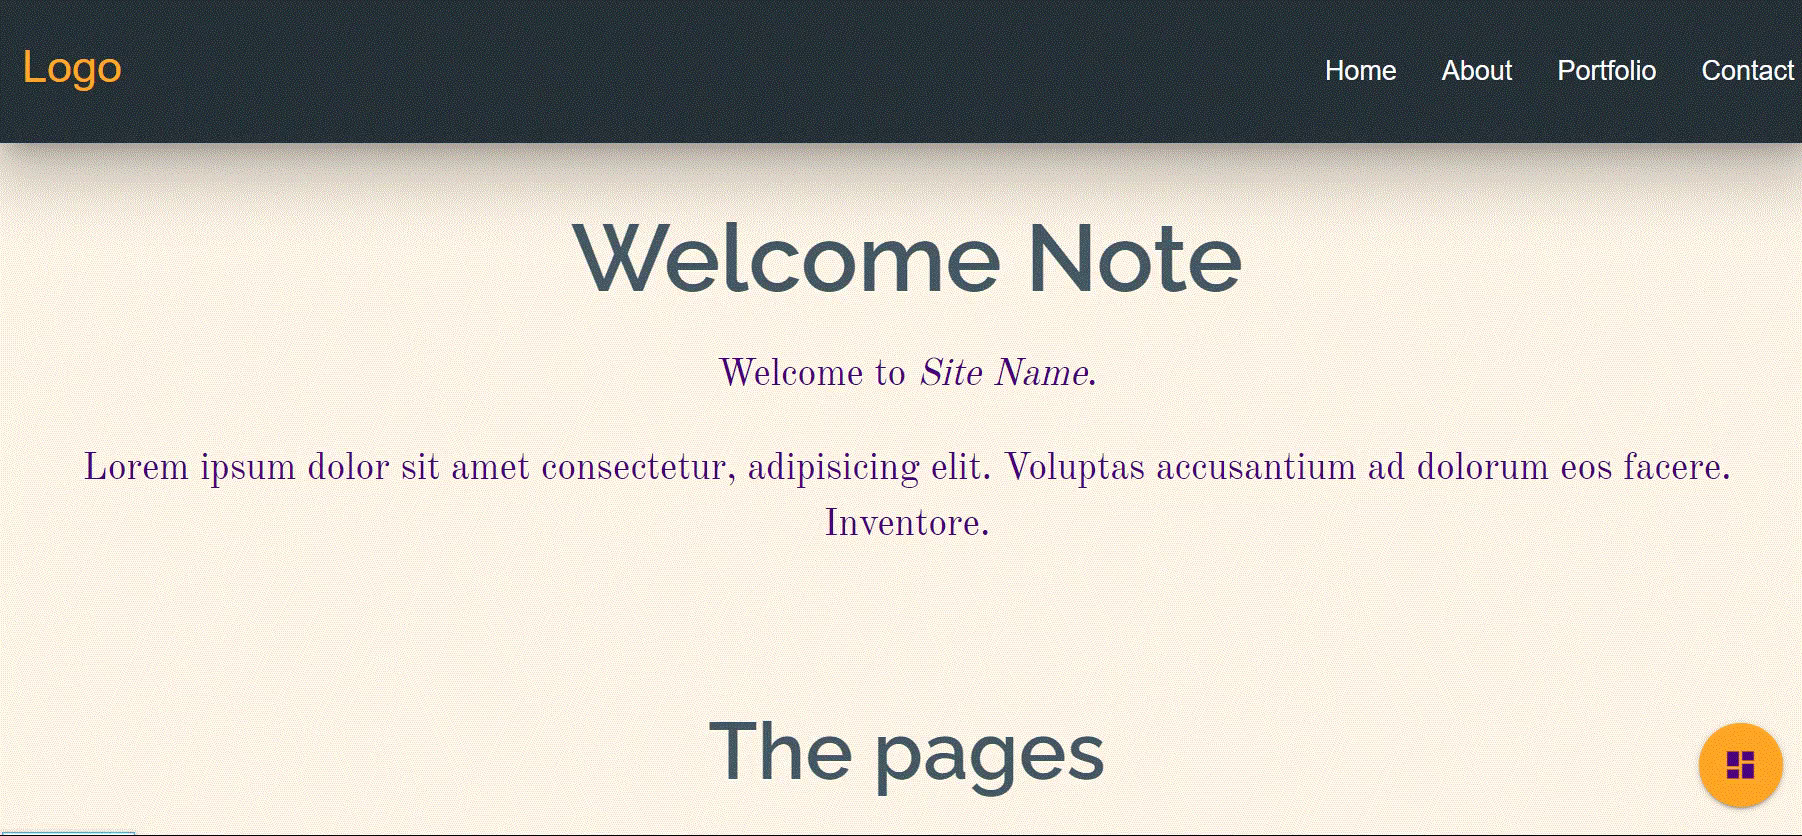 Logo
Home About Portfolio Contact
Welcome Note
Welcome to Site Name.
Lorem ipsum dolor sit amet consectetur, adipisicing elit. Voluptas accusantium ad dolorum eos facere.
Inventore.
The pages